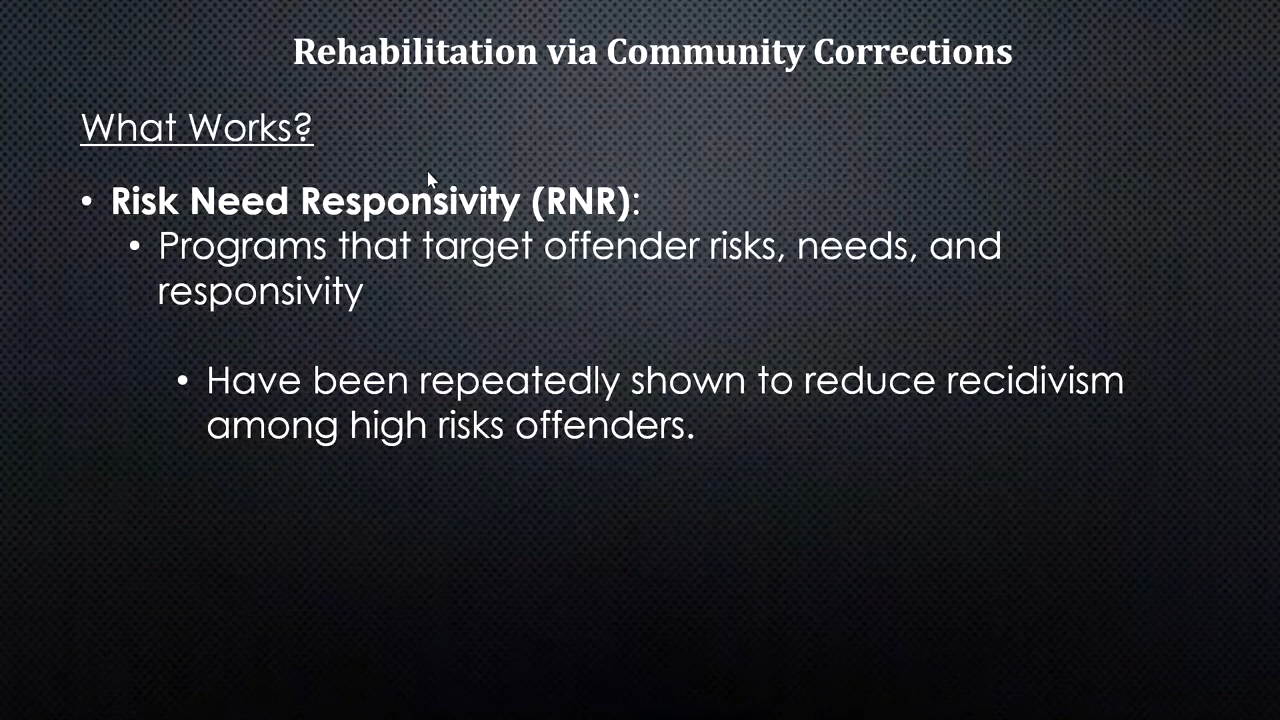 Rehabilitation via Community Corrections
What Works?
• Risk Need Responsivity (RNR):
• Programs that target offender risks, needs, and
responsivity
• Have been repeatedly shown to reduce recidivism
among high risks offenders.